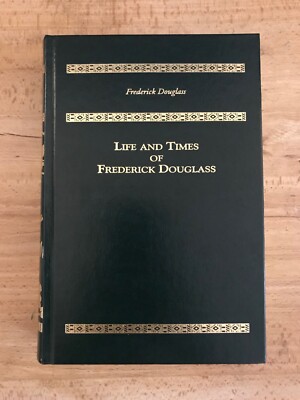 Frederick Douglass
LIFE AND TIMES
OF
FREDERICK DOUGLASS